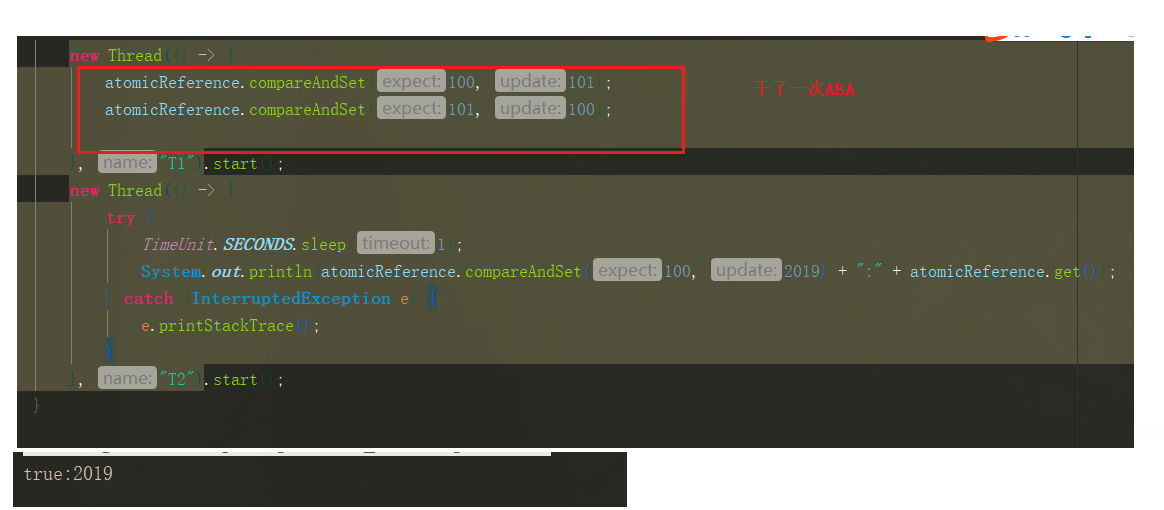 new Thread(() -> {
atomicReference.compareAndSet(expect: 100, update: 101);
atomicReference.compareAndSet(expect: 101, update: 100);
干了一次ABA
}, name: "T1").start();
new Thread(() -> {
try {
TimeUnit.SECONDS.sleep(timeout: 1);
System.out.println(atomicReference.compareAndSet(expect: 100, update: 2019) + ":" + atomicReference.get());
} catch (InterruptedException e) {
e.printStackTrace();
}
}, name: "T2").start();
}
true:2019